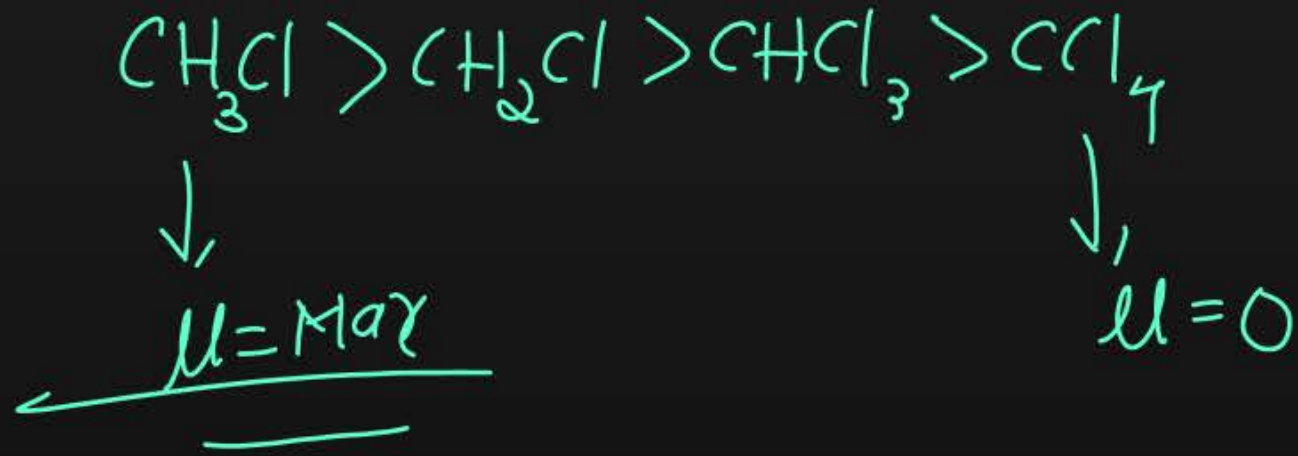 CH₃Cl > CH₂Cl > CHCl₃ > CCl₄
μ = Max μ = 0